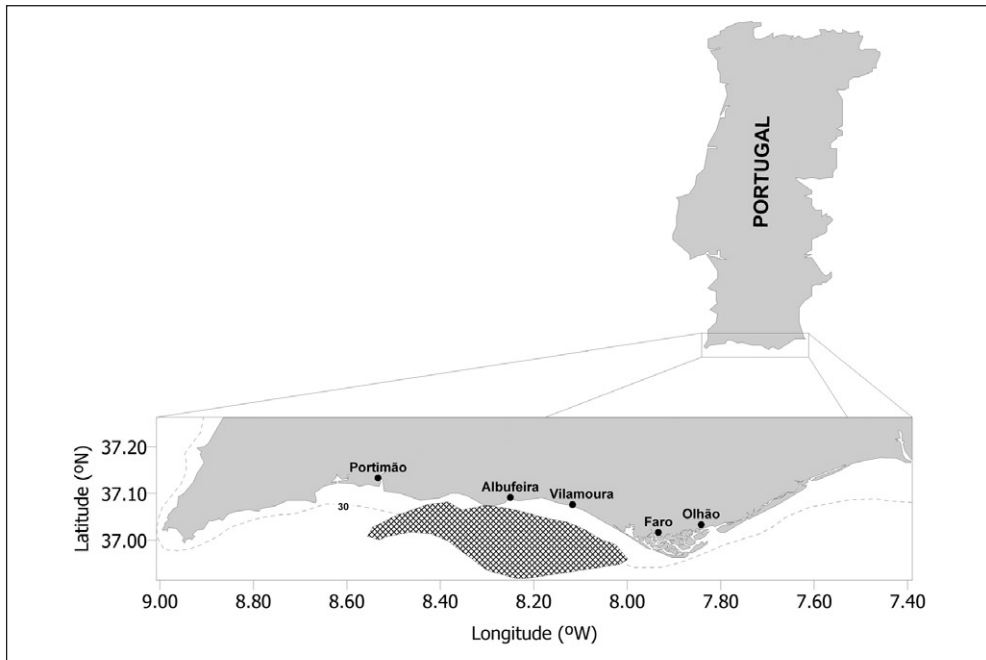 PORTUGAL
37.20
37.10
37.00
Latitude (ºN)
Portimão
Albufeira
Vilamoura
Faro
Olhão
30
9.00 8.80 8.60 8.40 8.20 8.00 7.80 7.60 7.40
Longitude (ºW)